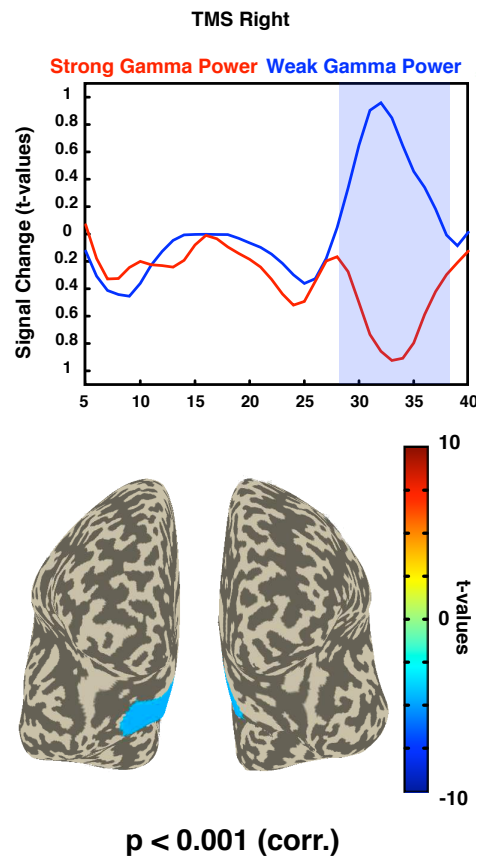 TMS Right
Strong Gamma Power Weak Gamma Power
Signal Change (t-values)
1
0.8
0.6
0.4
0.2
0
0.2
0.4
0.6
0.8
1
5 10 15 20 25 30 35 40
10
0
-10
t-values
p < 0.001 (corr.)